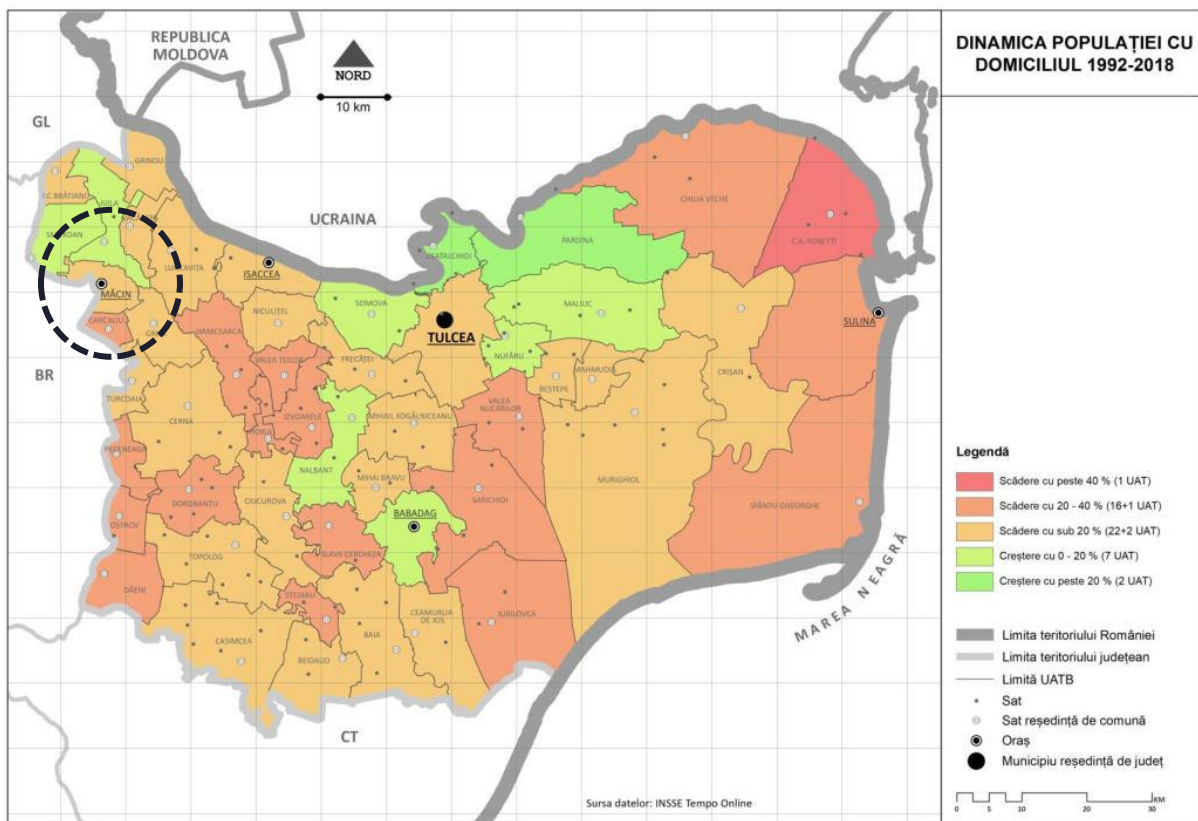 DINAMICA POPULAȚIEI CU
DOMICILIUL 1992-2018
REPUBLICA
MOLDOVA
NORD
10 km
GL
GRINDU
I.C.BRĂTIANU
JIJILA
UCRAINA
CHILIA VECHE
C.A. ROSETTI
PARDINA
CEATALCHIOI
SMÂRDAN
LUNCAVIȚA
ISACCEA
MĂCIN
SOMOVA
MALIUC
NICULIȚEL
SULINA
CARCALIU
HAMCEARCA
TULCEA
NUFĂRU
VALEA TEILOR
FRECĂȚEI
BEȘTEPE
MAHMUDIA
CRIȘAN
BR
TURCOAIA
CERNA
IZVOARELE
MIHAIL KOGĂLNICEANU
VALEA
NUCARILOR
HORIA
PECENEAGA
NALBANT
MIHAI BRAVU
MURIGHIOL
DOROBANȚU
CIUCUROVA
SARICHIOI
SFÂNTU GHEORGHE
BABADAG
OSTROV
TOPOLOG
SLAVA CERCHEZĂ
DĂENI
STEJARU
CEAMURLIA
DE JOS
JURILOVCA
CASIMCEA
BAIA
BEIDAUD
MAREA NEAGRĂ
CT
Legendă
Scădere cu peste 40 % (1 UAT)
Scădere cu 20 - 40 % (16+1 UAT)
Scădere cu sub 20 % (22+2 UAT)
Creștere cu 0 - 20 % (7 UAT)
Creștere cu peste 20 % (2 UAT)
Limita teritoriului României
Limita teritoriului județean
Limită UATB
Sat
Sat reședință de comună
Oraș
Municipiu reședință de județ
Sursa datelor: INSSE Tempo Online
KM
0 5 10 20 30